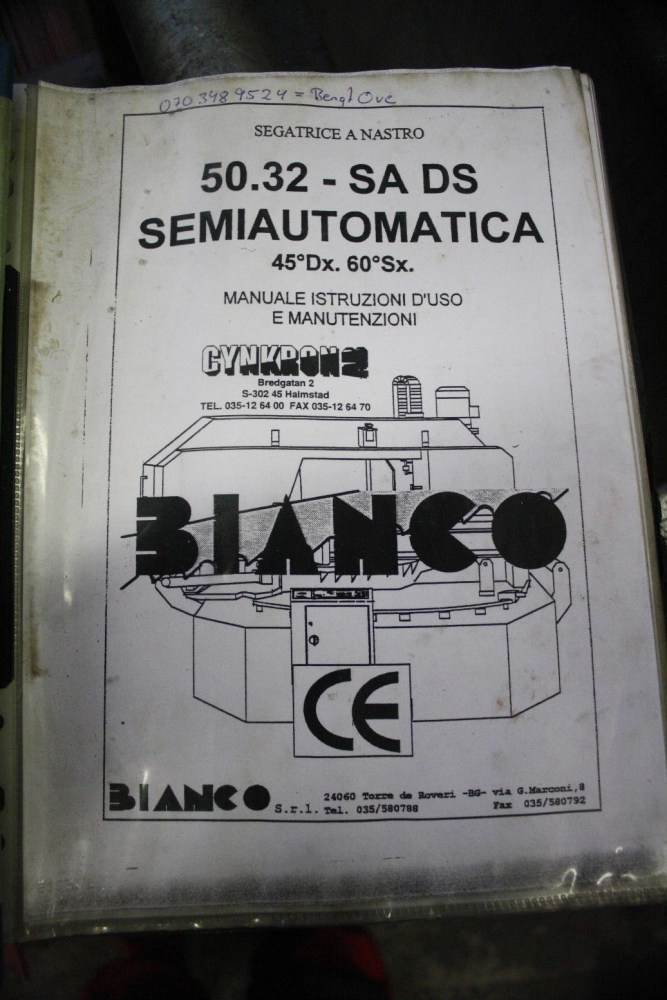 070 348 9524 = Bengt Ove
SEGATRICE A NASTRO
50.32 - SA DS
SEMIAUTOMATICA
45°Dx. 60°Sx.
MANUALE ISTRUZIONI D'USO
E MANUTENZIONI
CYNKRON
Bredgatan 2
S-302 45 Halmstad
TEL. 035-12 64 00 FAX 035-12 64 70
BIANCO
CE
BIANCO S.r.l.
24060 Torre de Roveri -BG- via G.Marconi,8
Tel. 035/580788 Fax 035/580792